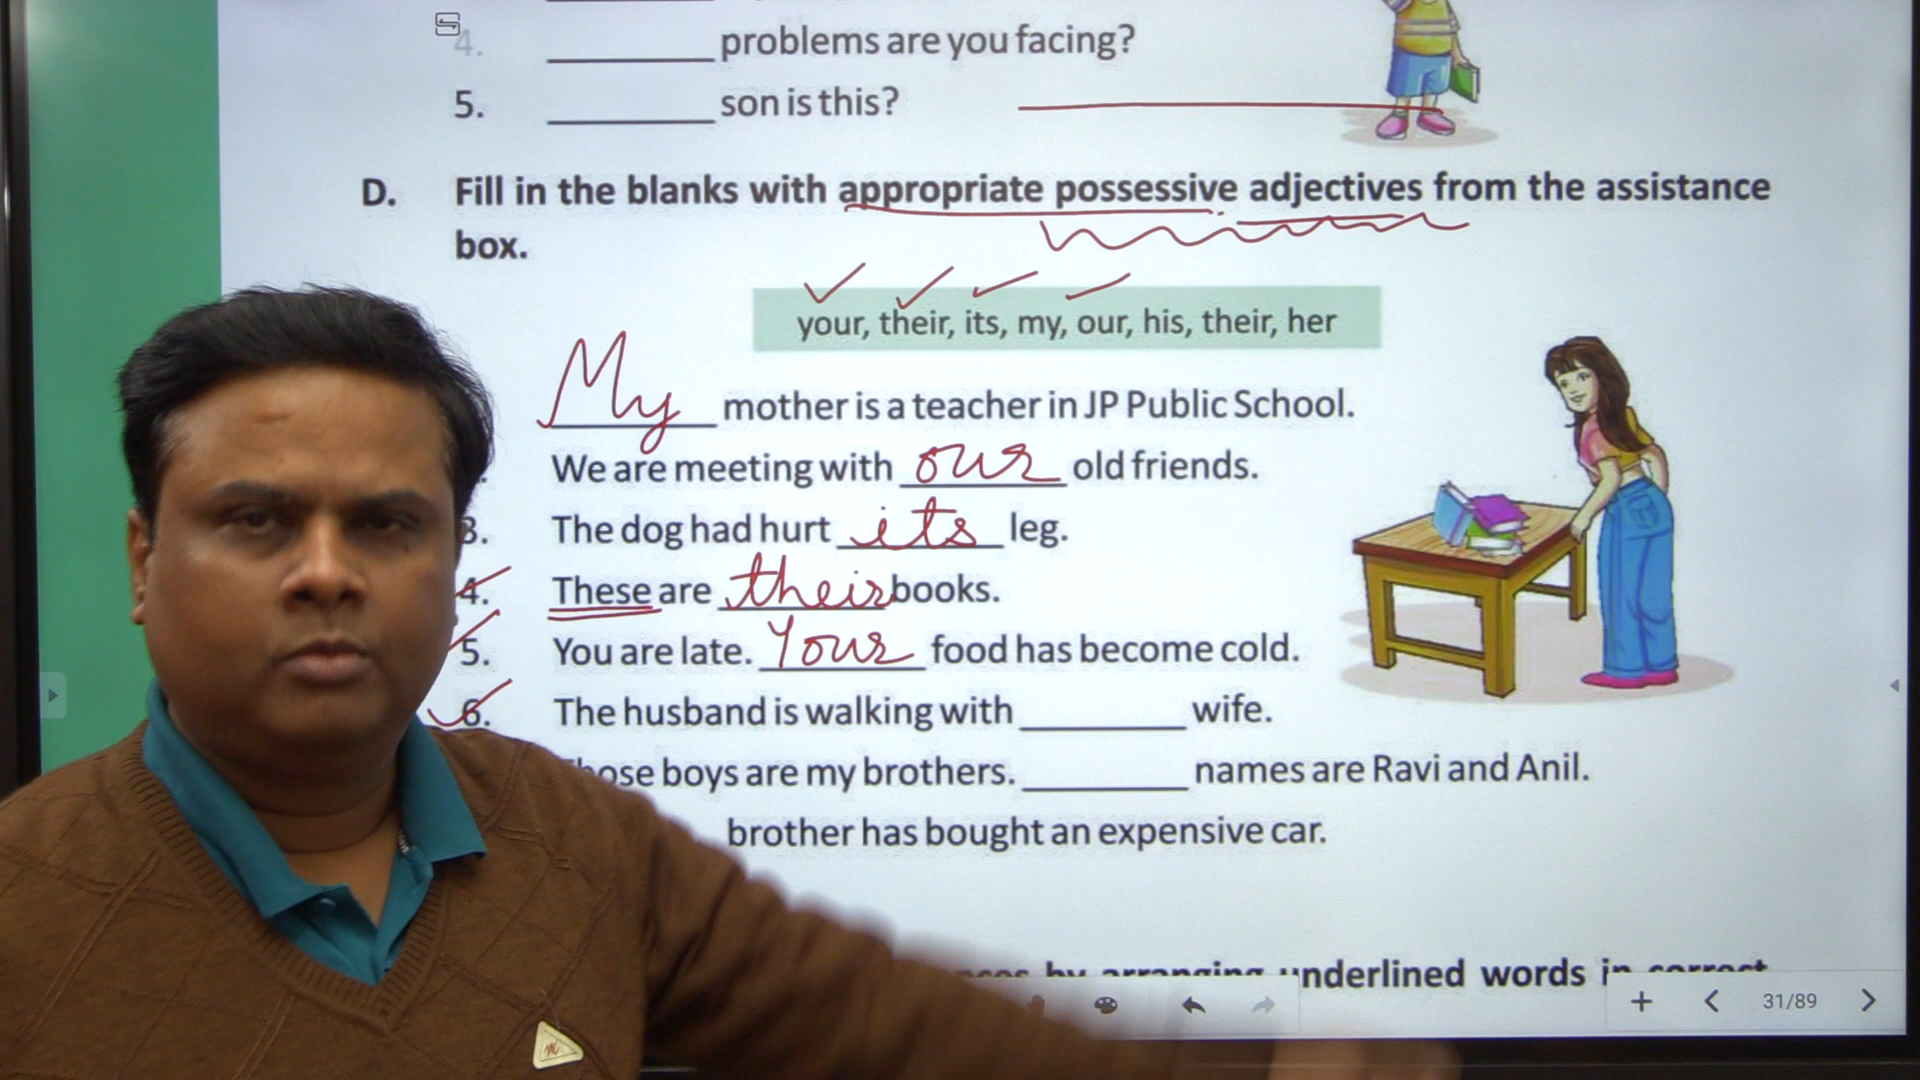 4. ________ problems are you facing?
5. ________ son is this?
D. Fill in the blanks with appropriate possessive adjectives from the assistance
box.
your, their, its, my, our, his, their, her
My mother is a teacher in JP Public School.
We are meeting with our old friends.
3. The dog had hurt its leg.
4. These are their books.
5. You are late. Your food has become cold.
6. The husband is walking with ________ wife.
boys are my brothers. ________ names are Ravi and Anil.
brother has bought an expensive car.
by arranging underlined words in correct
31/89